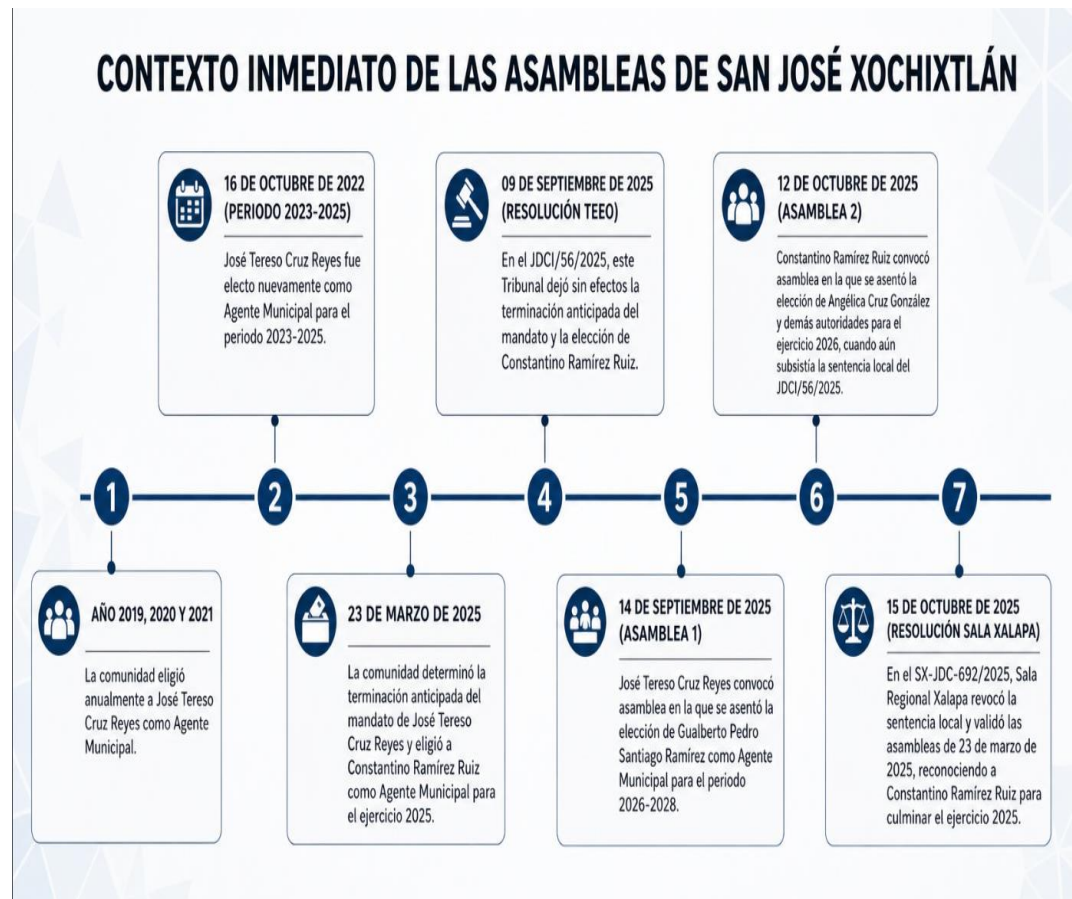 CONTEXTO INMEDIATO DE LAS ASAMBLEAS DE SAN JOSÉ XOCHIXTLÁN
16 DE OCTUBRE DE 2022
(PERIODO 2023-2025)
José Tereso Cruz Reyes fue
electo nuevamente como
Agente Municipal para el
periodo 2023-2025.
09 DE SEPTIEMBRE DE 2025
(RESOLUCIÓN TEEO)
En el JDCI/56/2025, este
Tribunal dejó sin efectos la
terminación anticipada del
mandato y la elección de
Constantino Ramírez Ruiz.
12 DE OCTUBRE DE 2025
(ASAMBLEA 2)
Constantino Ramírez Ruiz convocó
asamblea en la que se asentó la
elección de Angélica Cruz González
y demás autoridades para el
ejercicio 2026, cuando aún
subsistía la sentencia local del
JDCI/56/2025.
1 2 3 4 5 6 7
AÑO 2019, 2020 Y 2021
La comunidad eligió
anualmente a José Tereso
Cruz Reyes como Agente
Municipal.
23 DE MARZO DE 2025
La comunidad determinó la
terminación anticipada del
mandato de José Tereso
Cruz Reyes y eligió a
Constantino Ramírez Ruiz
como Agente Municipal para
el ejercicio 2025.
14 DE SEPTIEMBRE DE 2025
(ASAMBLEA 1)
José Tereso Cruz Reyes convocó
asamblea en la que se asentó la
elección de Gualberto Pedro
Santiago Ramírez como Agente
Municipal para el periodo
2026-2028.
15 DE OCTUBRE DE 2025
(RESOLUCIÓN SALA XALAPA)
En el SX-JDC-692/2025, Sala
Regional Xalapa revocó la
sentencia local y validó las
asambleas de 23 de marzo de
2025, reconociendo a
Constantino Ramírez Ruiz para
culminar el ejercicio 2025.